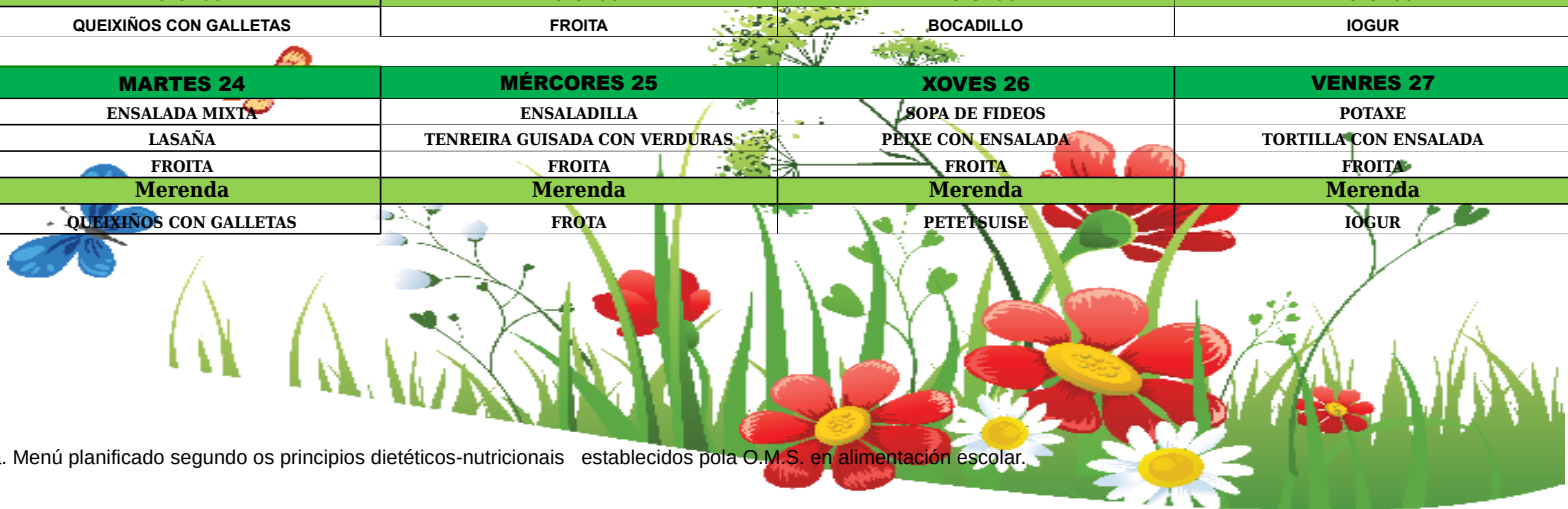 QUEIXIÑOS CON GALLETAS FROITA BOCADILLO IOGUR
MARTES 24 MÉRCORES 25 XOVES 26 VENRES 27
ENSALADA MIXTA ENSALADILLA SOPA DE FIDEOS POTAXE
LASAÑA TENREIRA GUISADA CON VERDURAS PEIXE CON ENSALADA TORTILLA CON ENSALADA
FROITA FROITA FROITA FROITA
Merenda Merenda Merenda Merenda
QUEIXIÑOS CON GALLETAS FROTA PETETSUISE IOGUR
. Menú planificado segundo os principios dietéticos-nutricionais establecidos pola O.M.S. en alimentación escolar.